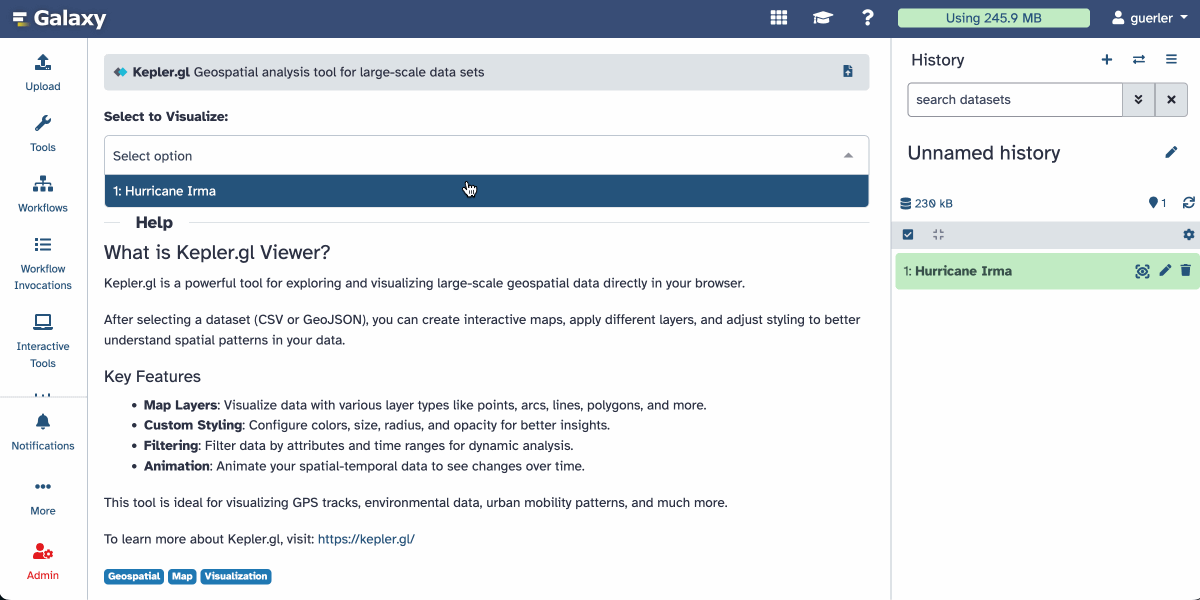 Galaxy
Using 245.9 MB
guerler
Upload
Tools
Workflows
Workflow
Invocations
Interactive
Tools
Notifications
More
Admin
Kepler.gl Geospatial analysis tool for large-scale data sets
Select to Visualize:
Select option
1: Hurricane Irma
Help
What is Kepler.gl Viewer?
Kepler.gl is a powerful tool for exploring and visualizing large-scale geospatial data directly in your browser.
After selecting a dataset (CSV or GeoJSON), you can create interactive maps, apply different layers, and adjust styling to better
understand spatial patterns in your data.
Key Features
• Map Layers: Visualize data with various layer types like points, arcs, lines, polygons, and more.
• Custom Styling: Configure colors, size, radius, and opacity for better insights.
• Filtering: Filter data by attributes and time ranges for dynamic analysis.
• Animation: Animate your spatial-temporal data to see changes over time.
This tool is ideal for visualizing GPS tracks, environmental data, urban mobility patterns, and much more.
To learn more about Kepler.gl, visit: https://kepler.gl/
Geospatial Map Visualization
History
search datasets
Unnamed history
230 kB
1
1: Hurricane Irma